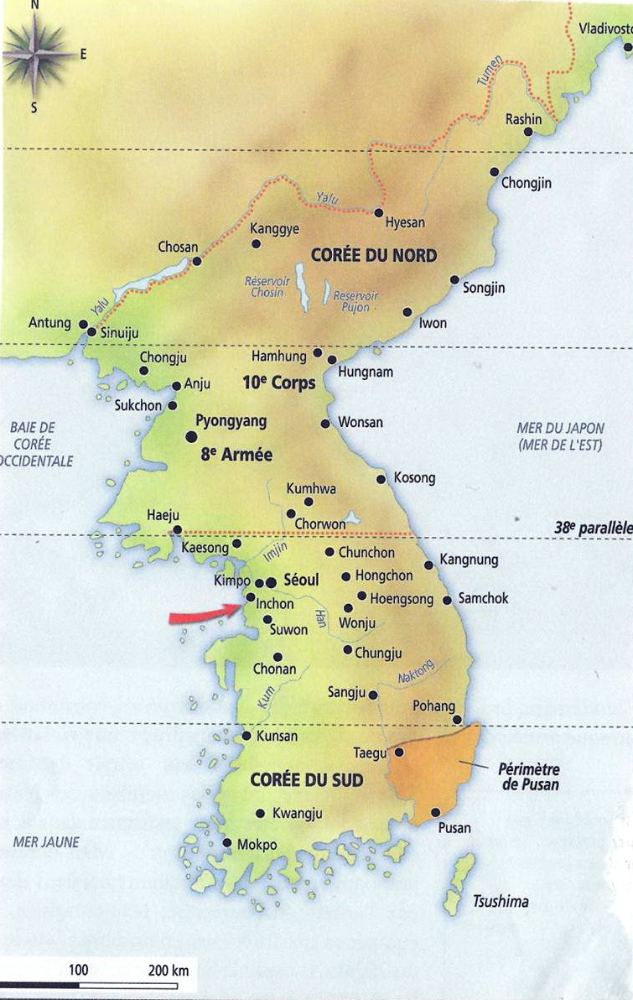 N
E
S
Vladivosto
Tumen
Rashin
Chongjin
Yalu
Hyesan
Kanggye
Chosan
CORÉE DU NORD
Réservoir
Chosin
Reservoir
Pujon
Songjin
Iwon
Yalu
Antung
Sinuiju
Hamhung
Hungnam
Chongju
10e Corps
Anju
Sukchon
Pyongyang
8e Armée
Wonsan
BAIE DE
CORÉE
OCCIDENTALE
MER DU JAPON
(MER DE L'EST)
Kosong
Kumhwa
Chorwon
Haeju
38e parallèle
Kaesong
Imjin
Chunchon
Kangnung
Kimpo
Séoul
Hongchon
Inchon
Hoengsong
Samchok
Han
Wonju
Suwon
Chungju
Chonan
Naktong
Kum
Sangju
Pohang
Kunsan
Taegu
CORÉE DU SUD
Périmètre
de Pusan
Kwangju
Pusan
MER JAUNE
Mokpo
Tsushima
100
200 km